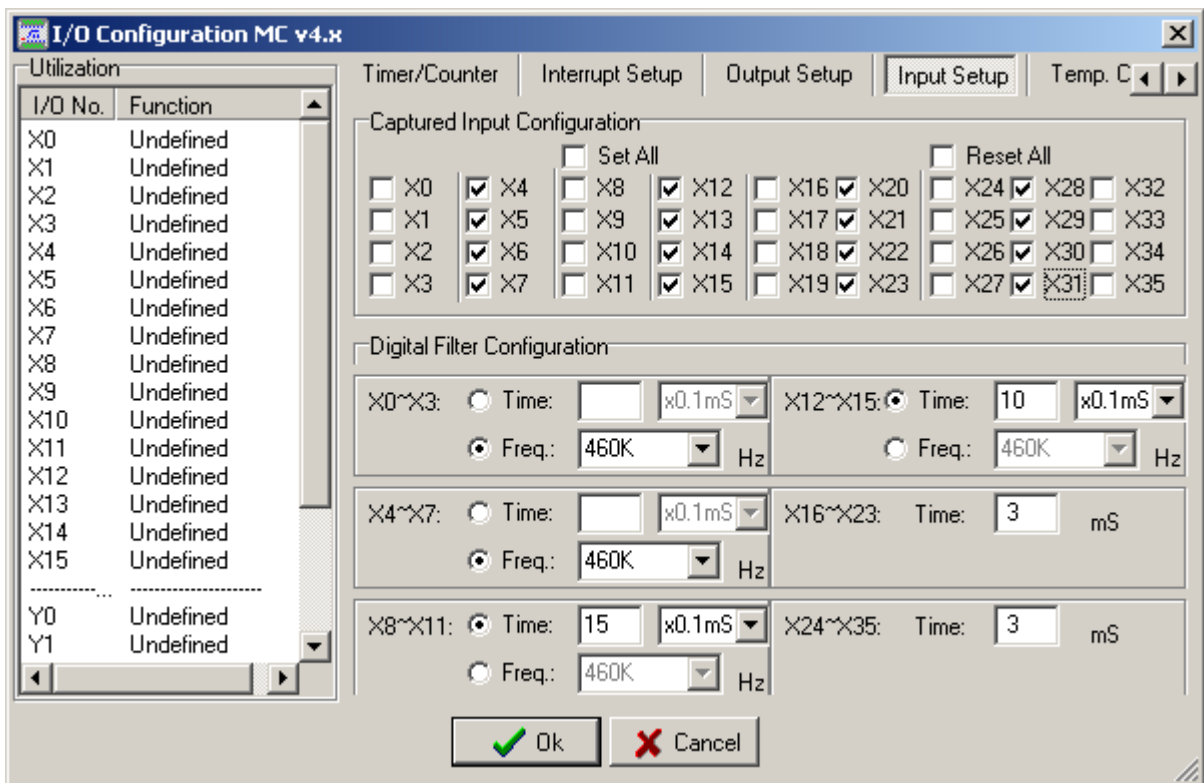 I/O Configuration MC v4.x
Utilization
I/O No. Function
X0 Undefined
X1 Undefined
X2 Undefined
X3 Undefined
X4 Undefined
X5 Undefined
X6 Undefined
X7 Undefined
X8 Undefined
X9 Undefined
X10 Undefined
X11 Undefined
X12 Undefined
X13 Undefined
X14 Undefined
X15 Undefined
----------... ---------------------
Y0 Undefined
Y1 Undefined
Timer/Counter Interrupt Setup Output Setup Input Setup Temp. C
Captured Input Configuration
Set All Reset All
X0 X4 X8 X12 X16 X20 X24 X28 X32
X1 X5 X9 X13 X17 X21 X25 X29 X33
X2 X6 X10 X14 X18 X22 X26 X30 X34
X3 X7 X11 X15 X19 X23 X27 X31 X35
Digital Filter Configuration
X0~X3: Time: x0.1mS
Freq.: 460K Hz
X12~X15: Time: 10 x0.1mS
Freq.: 460K Hz
X4~X7: Time: x0.1mS
Freq.: 460K Hz
X16~X23: Time: 3 mS
X8~X11: Time: 15 x0.1mS
Freq.: 460K Hz
X24~X35: Time: 3 mS
Ok Cancel